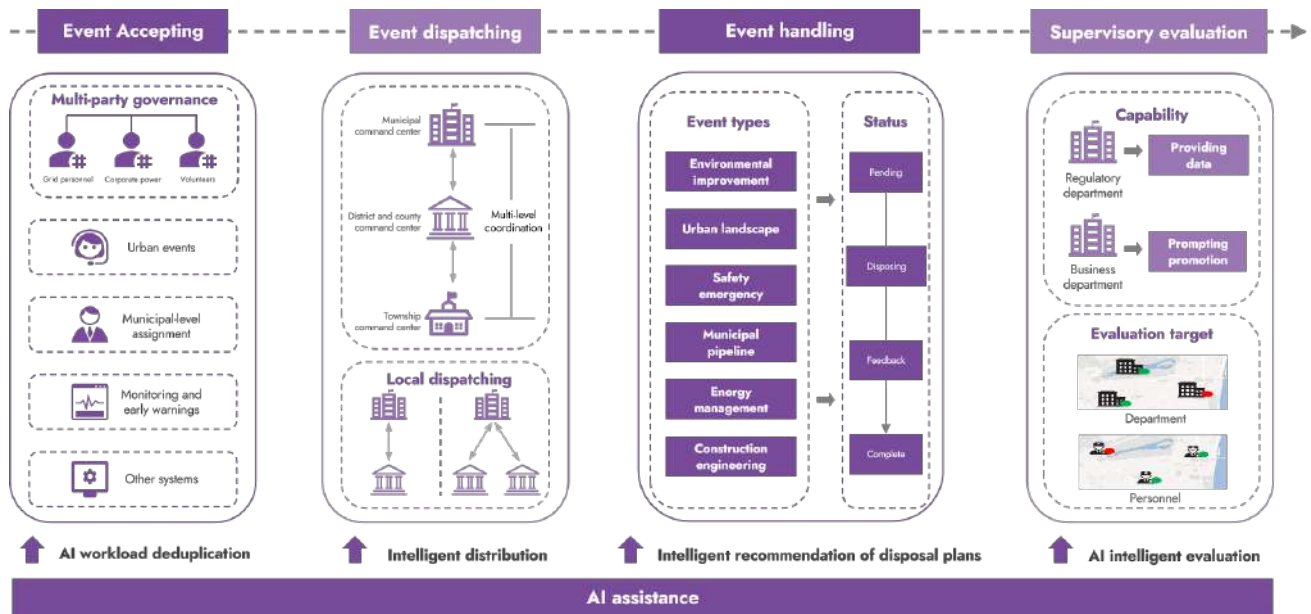 Event Accepting
Event dispatching
Event handling
Supervisory evaluation
Multi-party governance
Grid personnel
Corporate power
Volunteers
Urban events
Municipal-level
assignment
Monitoring and
early warnings
Other systems
AI workload deduplication
Municipal
command center
District and county
command center
Multi-level
coordination
Township
command center
Local dispatching
Intelligent distribution
Event types
Environmental
improvement
Urban landscape
Safety
emergency
Municipal
pipeline
Energy
management
Construction
engineering
Status
Pending
Disposing
Feedback
Complete
Intelligent recommendation of disposal plans
Capability
Regulatory
department
Providing
data
Business
department
Prompting
promotion
Evaluation target
Department
Personnel
AI intelligent evaluation
AI assistance